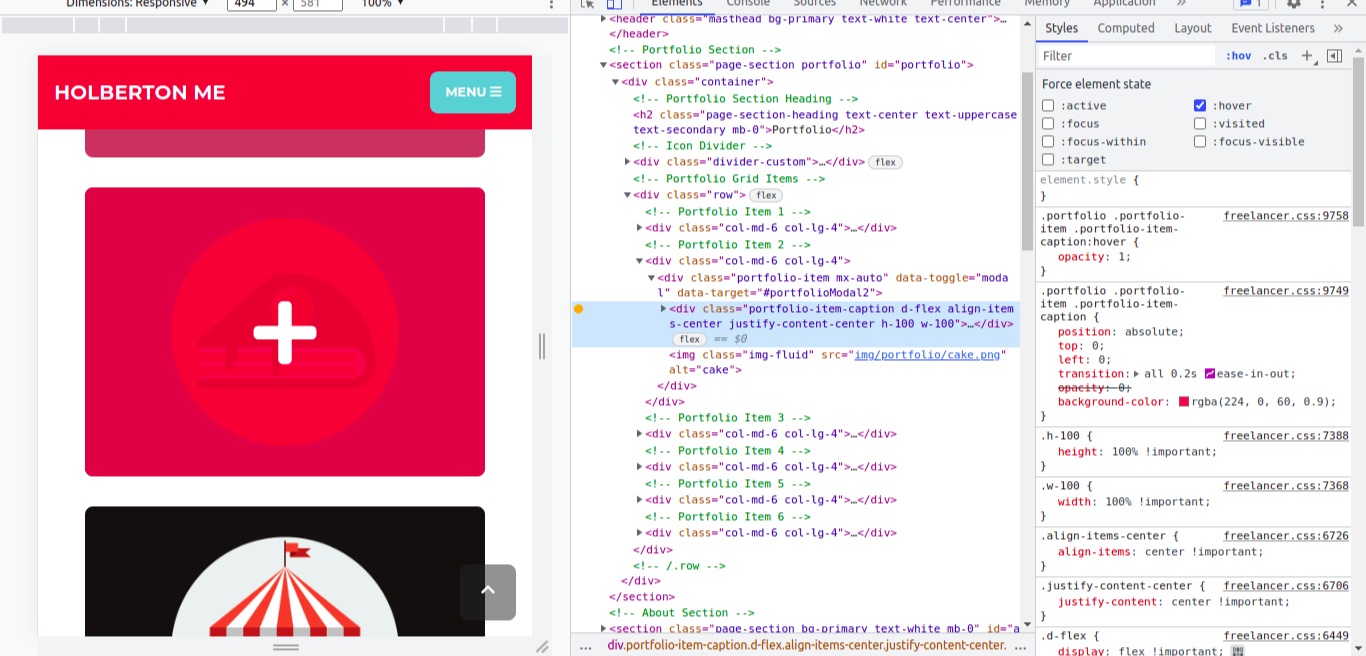 Dimensions: Responsive ▼ 494 × 581 100% ▼
HOLBERTON ME
MENU ☰
Elements Console Sources Network Performance Memory Application » 1
<header class="masthead bg-primary text-white text-center">…
</header>
<!-- Portfolio Section -->
<section class="page-section portfolio" id="portfolio">
<div class="container">
<!-- Portfolio Section Heading -->
<h2 class="page-section-heading text-center text-uppercase
text-secondary mb-0">Portfolio</h2>
<!-- Icon Divider -->
<div class="divider-custom">…</div> flex
<!-- Portfolio Grid Items -->
<div class="row"> flex
<!-- Portfolio Item 1 -->
<div class="col-md-6 col-lg-4">…</div>
<!-- Portfolio Item 2 -->
<div class="col-md-6 col-lg-4">
<div class="portfolio-item mx-auto" data-toggle="moda
l" data-target="#portfolioModal2">
<div class="portfolio-item-caption d-flex align-item
s-center justify-content-center h-100 w-100">…</div>
flex == $0
<img class="img-fluid" src="img/portfolio/cake.png"
alt="cake">
</div>
</div>
<!-- Portfolio Item 3 -->
<div class="col-md-6 col-lg-4">…</div>
<!-- Portfolio Item 4 -->
<div class="col-md-6 col-lg-4">…</div>
<!-- Portfolio Item 5 -->
<div class="col-md-6 col-lg-4">…</div>
<!-- Portfolio Item 6 -->
<div class="col-md-6 col-lg-4">…</div>
</div>
<!-- /.row -->
</div>
</section>
<!-- About Section -->
<section class="page-section bg-primary text-white mb-0" id="a
… div.portfolio-item-caption.d-flex.align-items-center.justify-content-center. …
Styles Computed Layout Event Listeners »
Filter :hov .cls +
Force element state
:active :hover
:focus :visited
:focus-within :focus-visible
:target
element.style {
}
.portfolio .portfolio- freelancer.css:9758
item .portfolio-item-
caption:hover {
opacity: 1;
}
.portfolio .portfolio- freelancer.css:9749
item .portfolio-item-
caption {
position: absolute;
top: 0;
left: 0;
transition: all 0.2s ease-in-out;
opacity: 0;
background-color: rgba(224, 0, 60, 0.9);
}
.h-100 { freelancer.css:7388
height: 100% !important;
}
.w-100 { freelancer.css:7368
width: 100% !important;
}
.align-items-center { freelancer.css:6726
align-items: center !important;
}
.justify-content-center { freelancer.css:6706
justify-content: center !important;
}
.d-flex { freelancer.css:6449
display: flex !important;